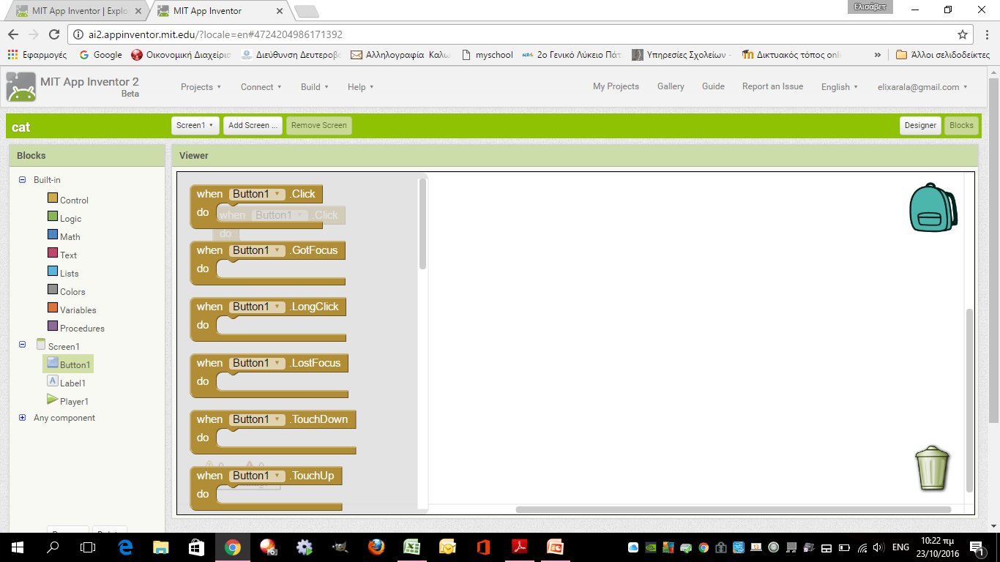 MIT App Inventor | Explo
MIT App Inventor
Ελισάβετ
ai2.appinventor.mit.edu/?locale=en#4724204986171392
Εφαρμογές
Google
Οικονομική Διαχείρισ
Διεύθυνση Δευτεροβά
Αλληλογραφία Καλω
myschool
2ο Γενικό Λύκειο Πάτ
Υπηρεσίες Σχολείων -
Δικτυακός τόπος onli
»
Άλλοι σελιδοδείκτες
MIT App Inventor 2
Beta
Projects
Connect
Build
Help
My Projects
Gallery
Guide
Report an Issue
English
elixarala@gmail.com
cat
Screen1
Add Screen ...
Remove Screen
Designer
Blocks
Blocks
Viewer
Built-in
Control
Logic
Math
Text
Lists
Colors
Variables
Procedures
Screen1
Button1
Label1
Player1
Any component
when Button1 .Click
do
when Button1 .Click
do
when Button1 .GotFocus
do
when Button1 .LongClick
do
when Button1 .LostFocus
do
when Button1 .TouchDown
do
0 0
when Button1 .TouchUp
do
ENG
10:22 πμ
23/10/2016
1